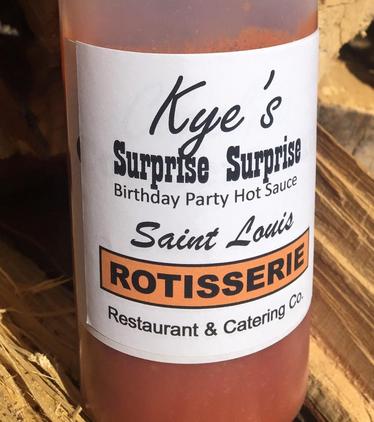 Kye's
Surprise Surprise
Birthday Party Hot Sauce
Saint Louis
ROTISSERIE
Restaurant & Catering Co.